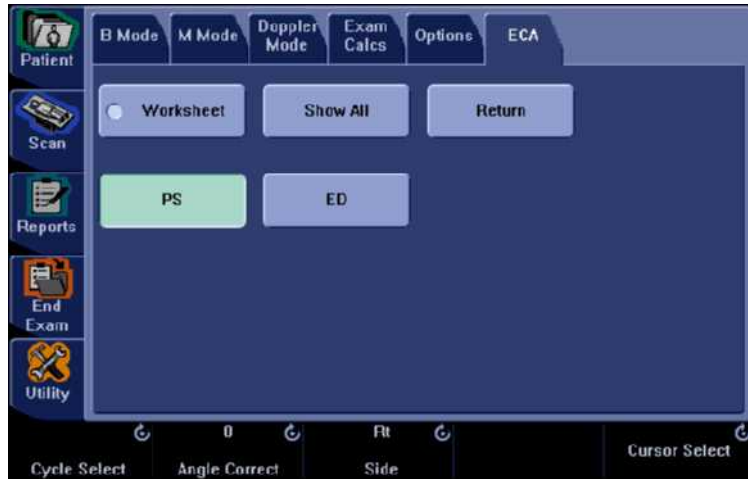 Patient
B Mode
M Mode
Doppler
Mode
Exam
Calcs
Options
ECA
Worksheet
Show All
Return
Scan
PS
ED
Reports
End
Exam
Utility
0
Rt
Cycle Select
Angle Correct
Side
Cursor Select